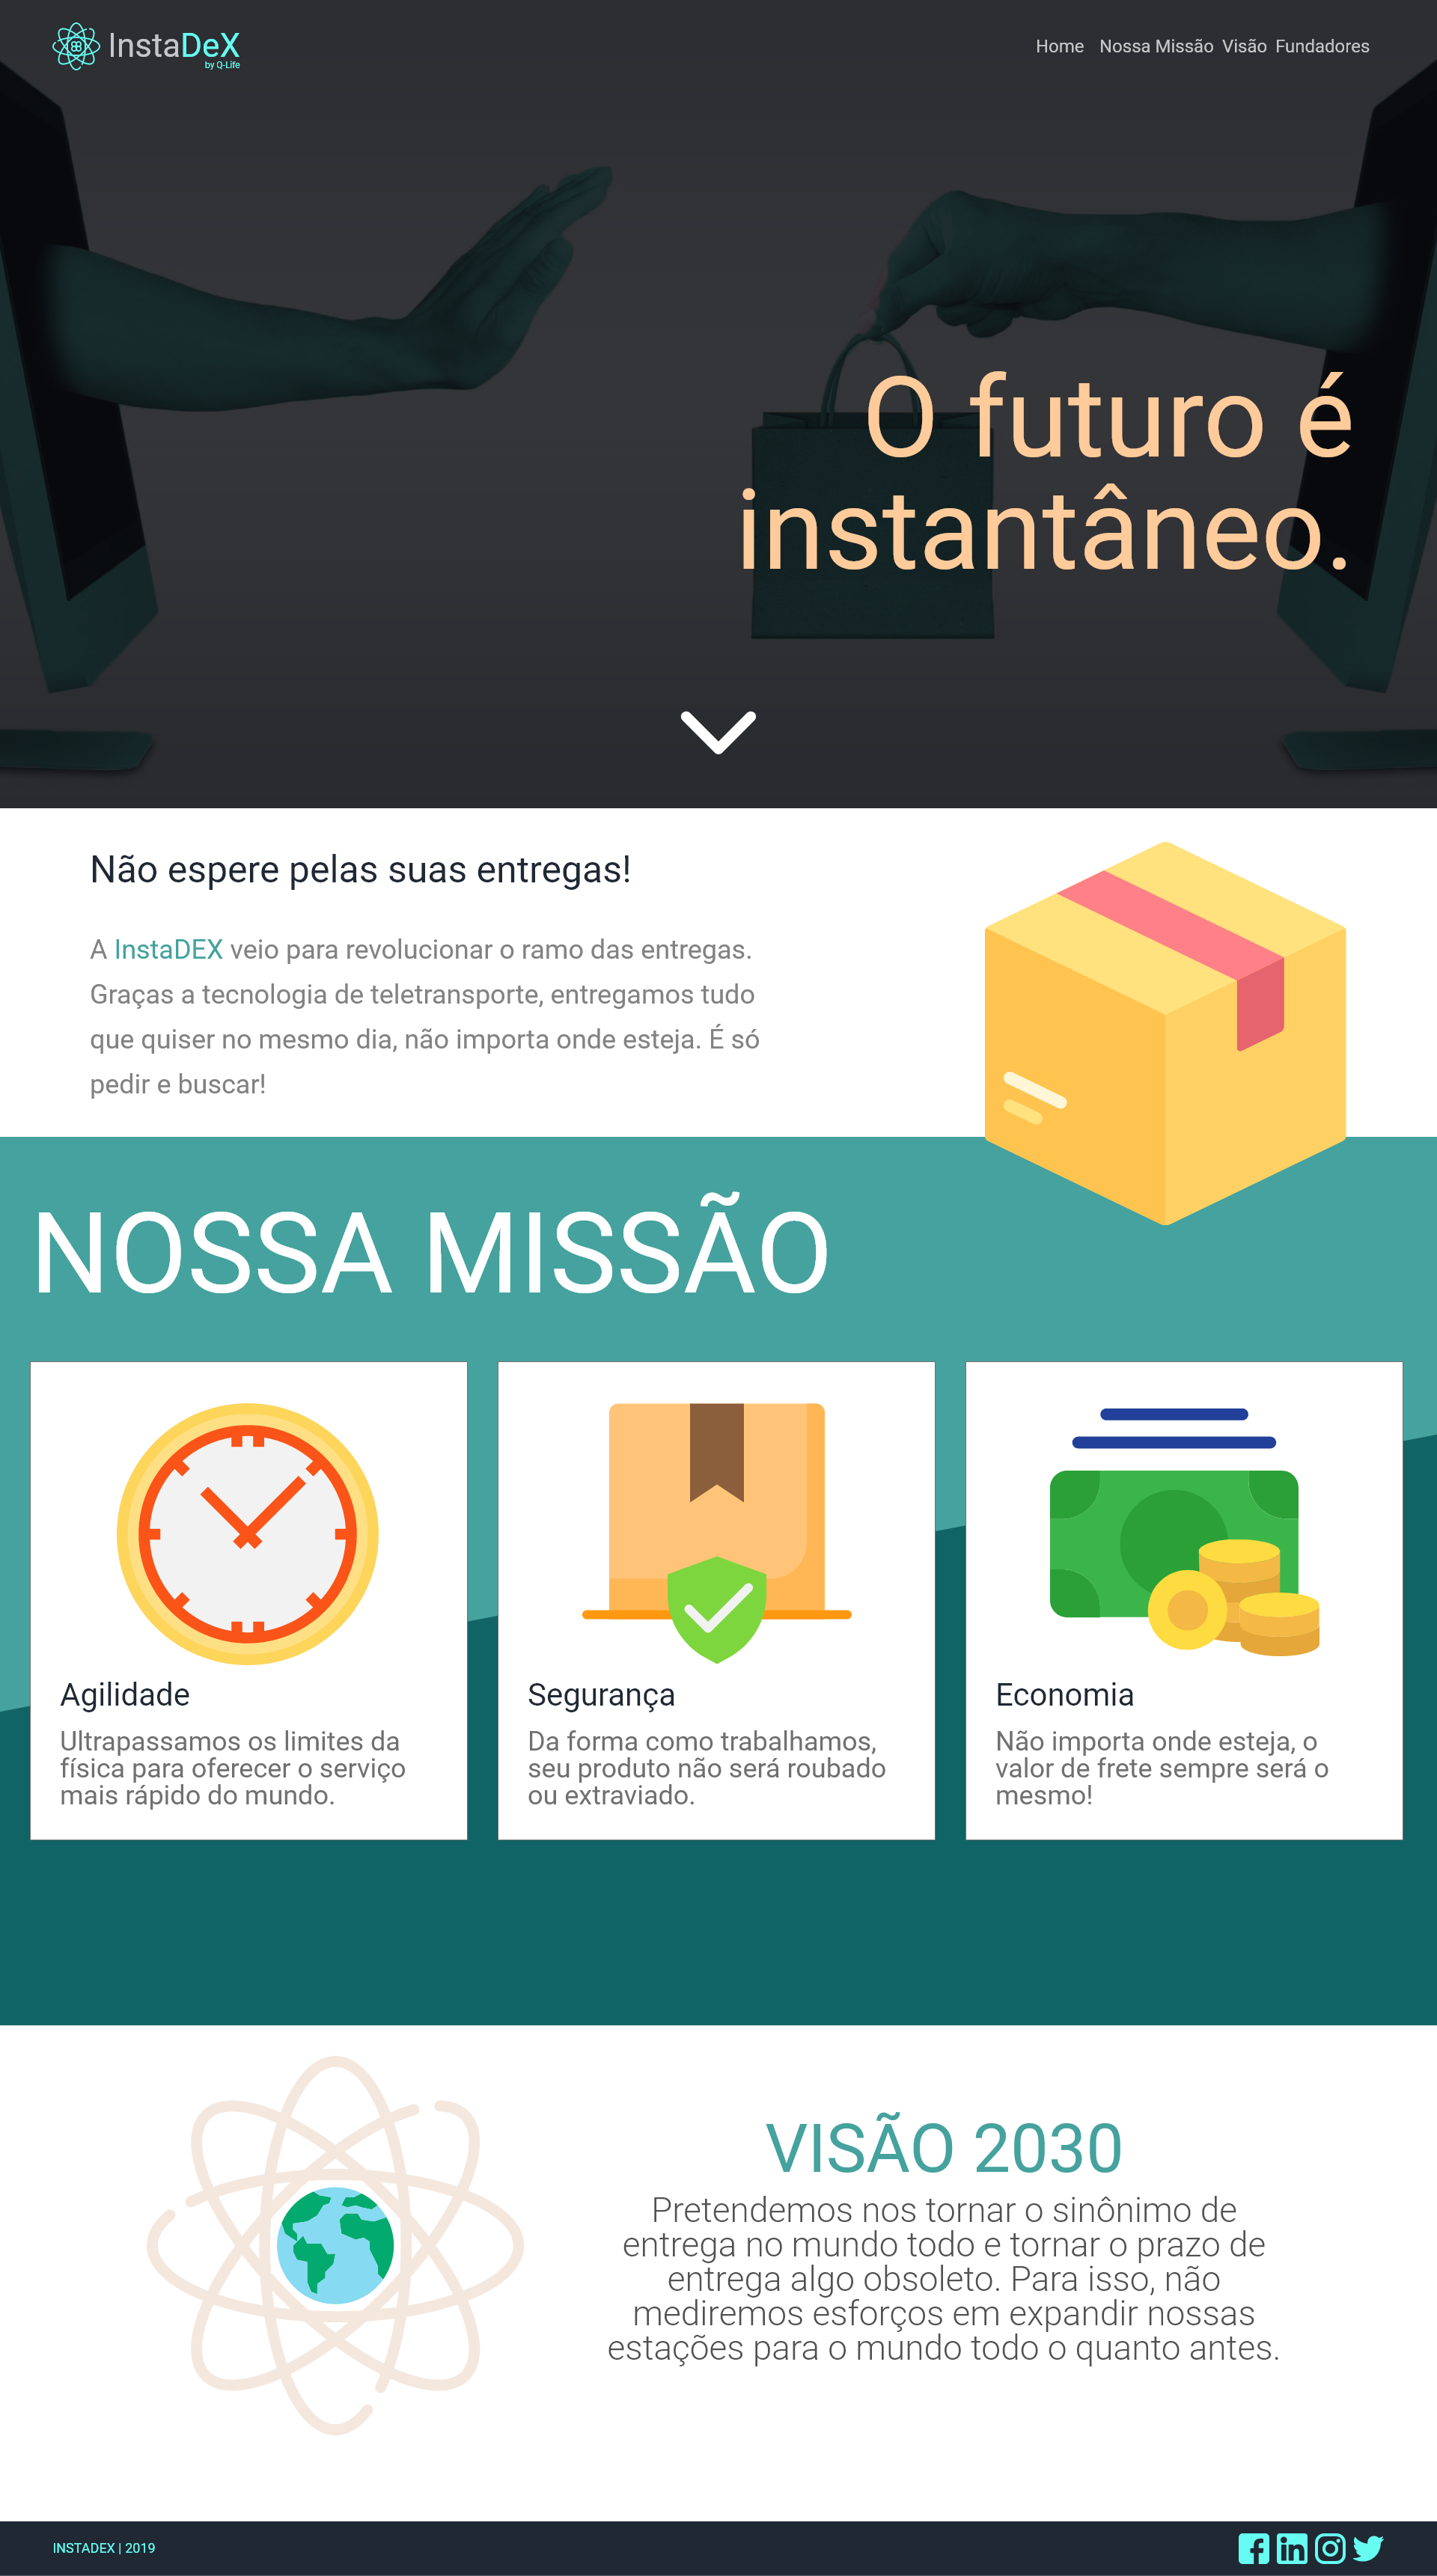 InstaDeX
by Q-Life
Home Nossa Missão Visão Fundadores
O futuro é
instantâneo.
Não espere pelas suas entregas!
A InstaDEX veio para revolucionar o ramo das entregas.
Graças a tecnologia de teletransporte, entregamos tudo
que quiser no mesmo dia, não importa onde esteja. É só
pedir e buscar!
NOSSA MISSÃO
Agilidade
Ultrapassamos os limites da
física para oferecer o serviço
mais rápido do mundo.
Segurança
Da forma como trabalhamos,
seu produto não será roubado
ou extraviado.
Economia
Não importa onde esteja, o
valor de frete sempre será o
mesmo!
VISÃO 2030
Pretendemos nos tornar o sinônimo de
entrega no mundo todo e tornar o prazo de
entrega algo obsoleto. Para isso, não
mediremos esforços em expandir nossas
estações para o mundo todo o quanto antes.
INSTADEX | 2019